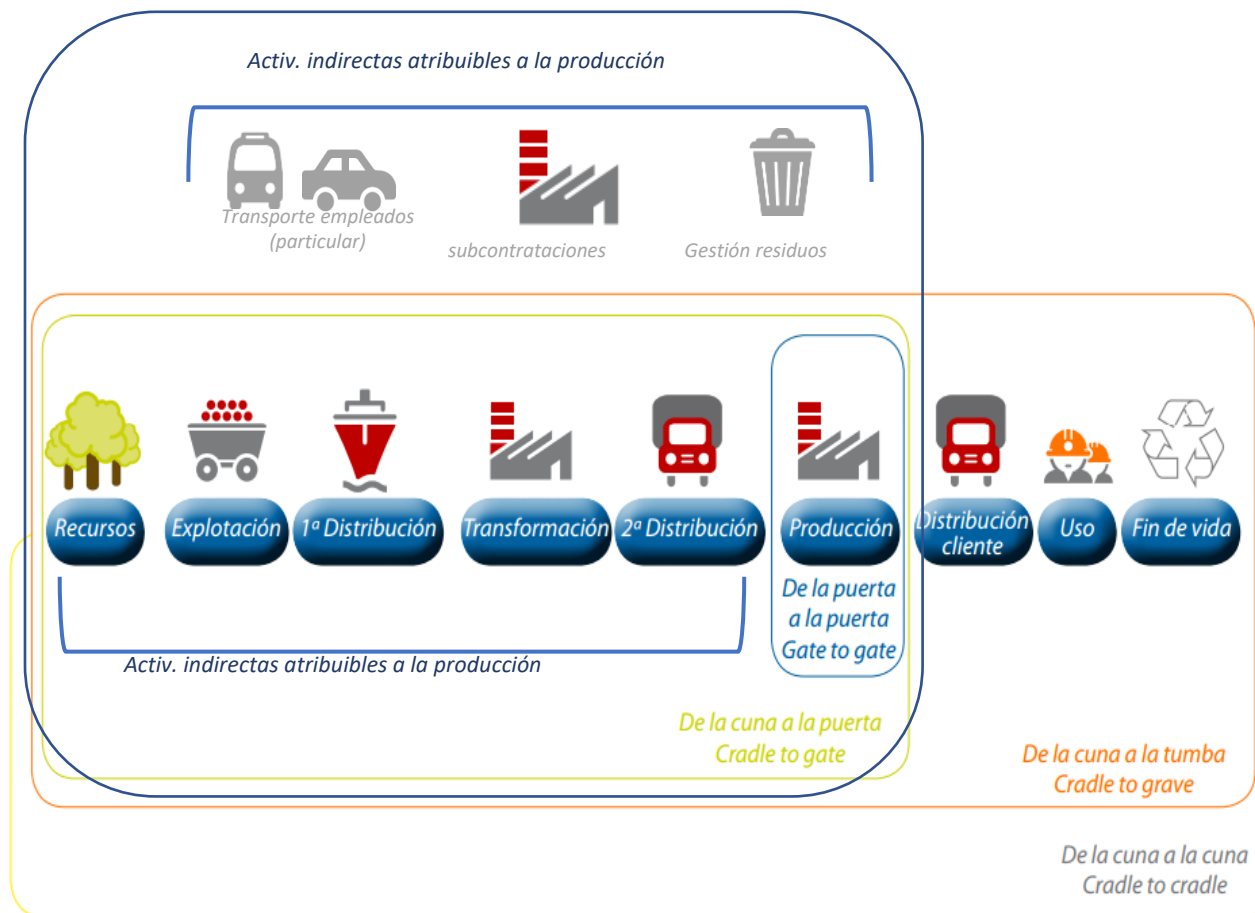 Activ. indirectas atribuibles a la producción
Transporte empleados
(particular)
subcontrataciones
Gestión residuos
Recursos
Explotación
1ª Distribución
Transformación
2ª Distribución
Producción
Distribución
cliente
Uso
Fin de vida
De la puerta
a la puerta
Gate to gate
Activ. indirectas atribuibles a la producción
De la cuna a la puerta
Cradle to gate
De la cuna a la tumba
Cradle to grave
De la cuna a la cuna
Cradle to cradle